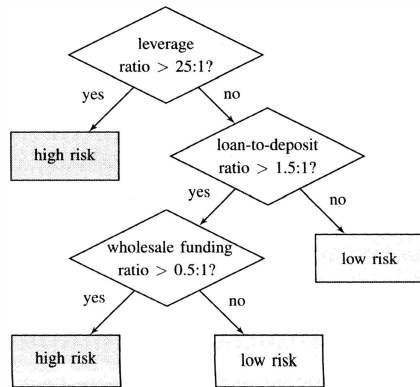 leverage
ratio > 25:1?
yes
no
high risk
loan-to-deposit
ratio > 1.5:1?
yes
no
wholesale funding
ratio > 0.5:1?
low risk
yes
no
high risk
low risk